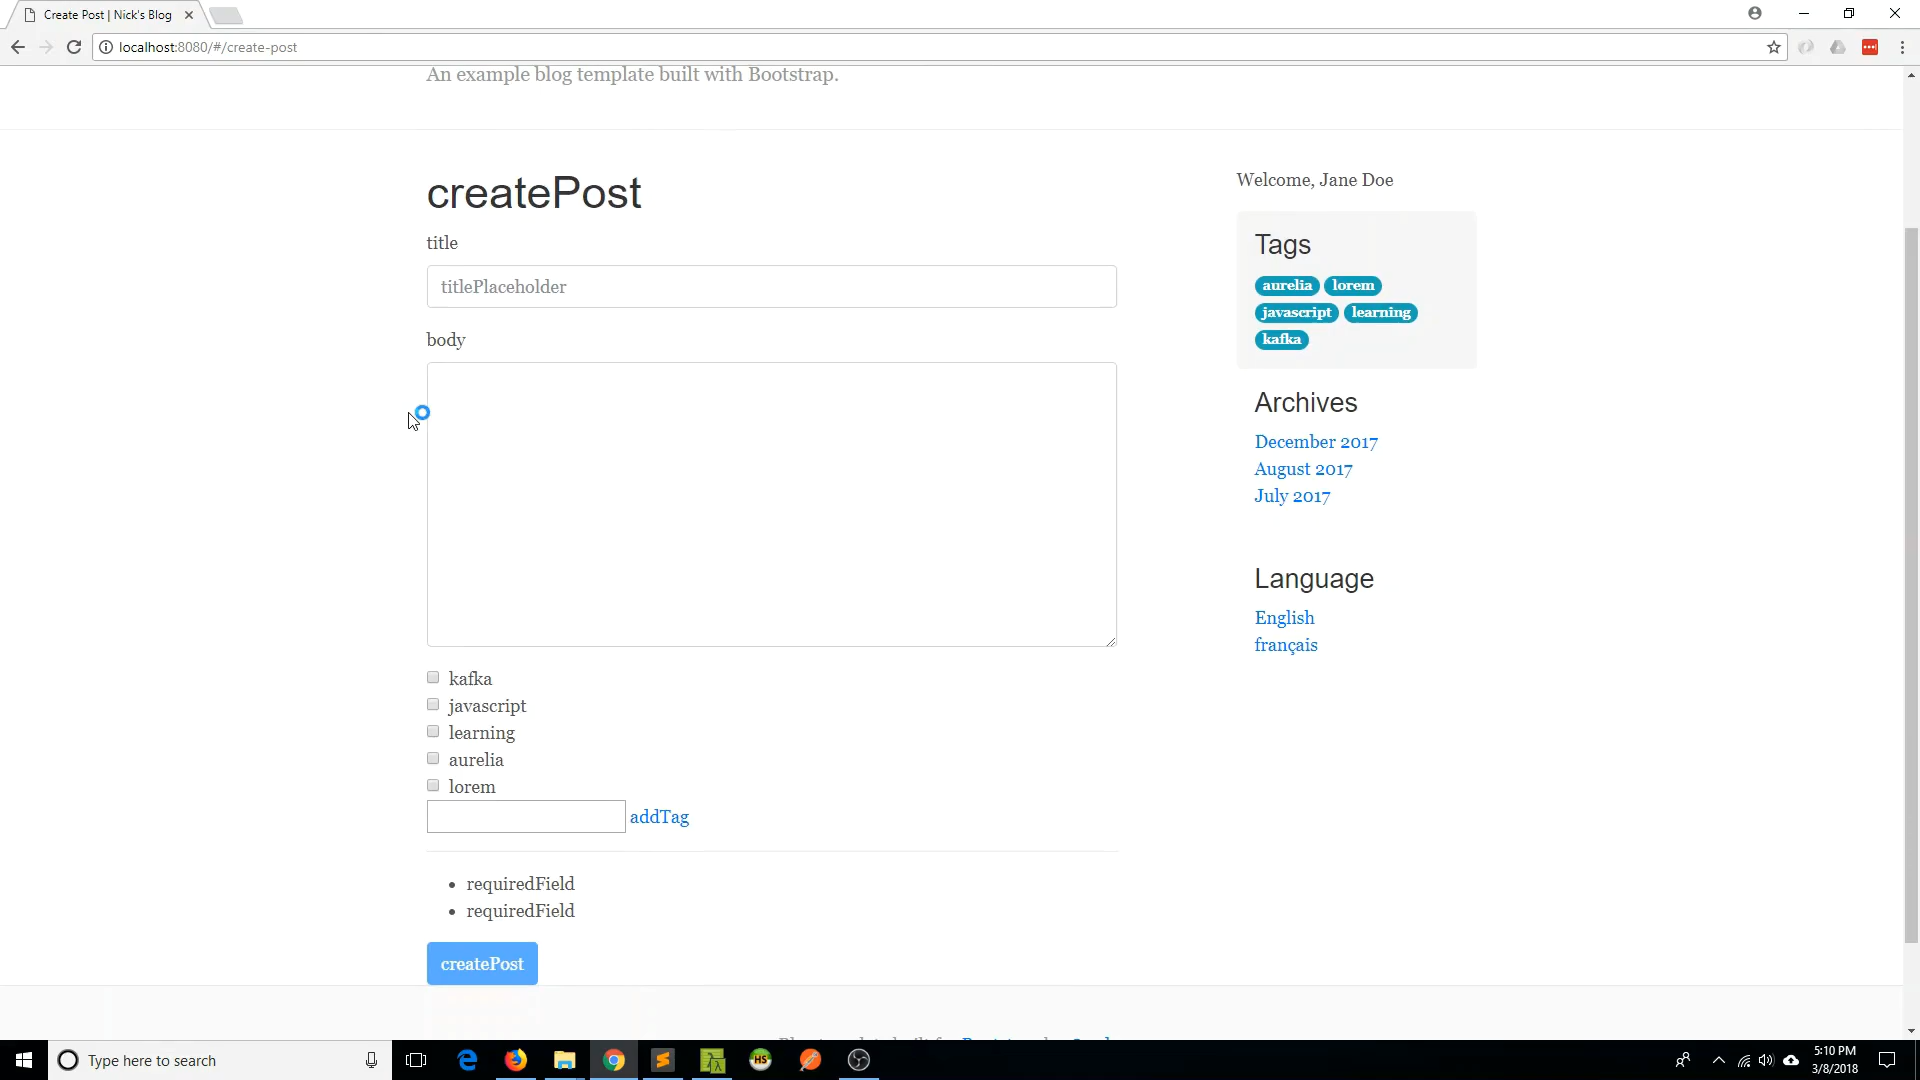 Create Post | Nick's Blog
localhost:8080/#/create-post
An example blog template built with Bootstrap.
createPost
title
titlePlaceholder
body
kafka
javascript
learning
aurelia
lorem
addTag
requiredField
requiredField
createPost
Welcome, Jane Doe
Tags
aurelia lorem
javascript learning
kafka
Archives
December 2017
August 2017
July 2017
Language
English
français
Type here to search
HS
5:10 PM
3/8/2018